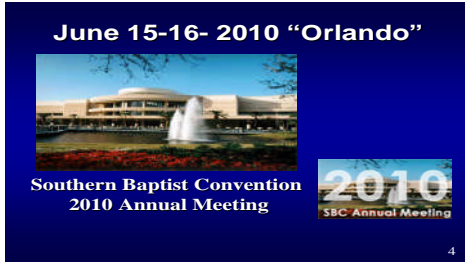 June 15-16- 2010 “Orlando”
Southern Baptist Convention
2010 Annual Meeting
2010
SBC Annual Meeting
4